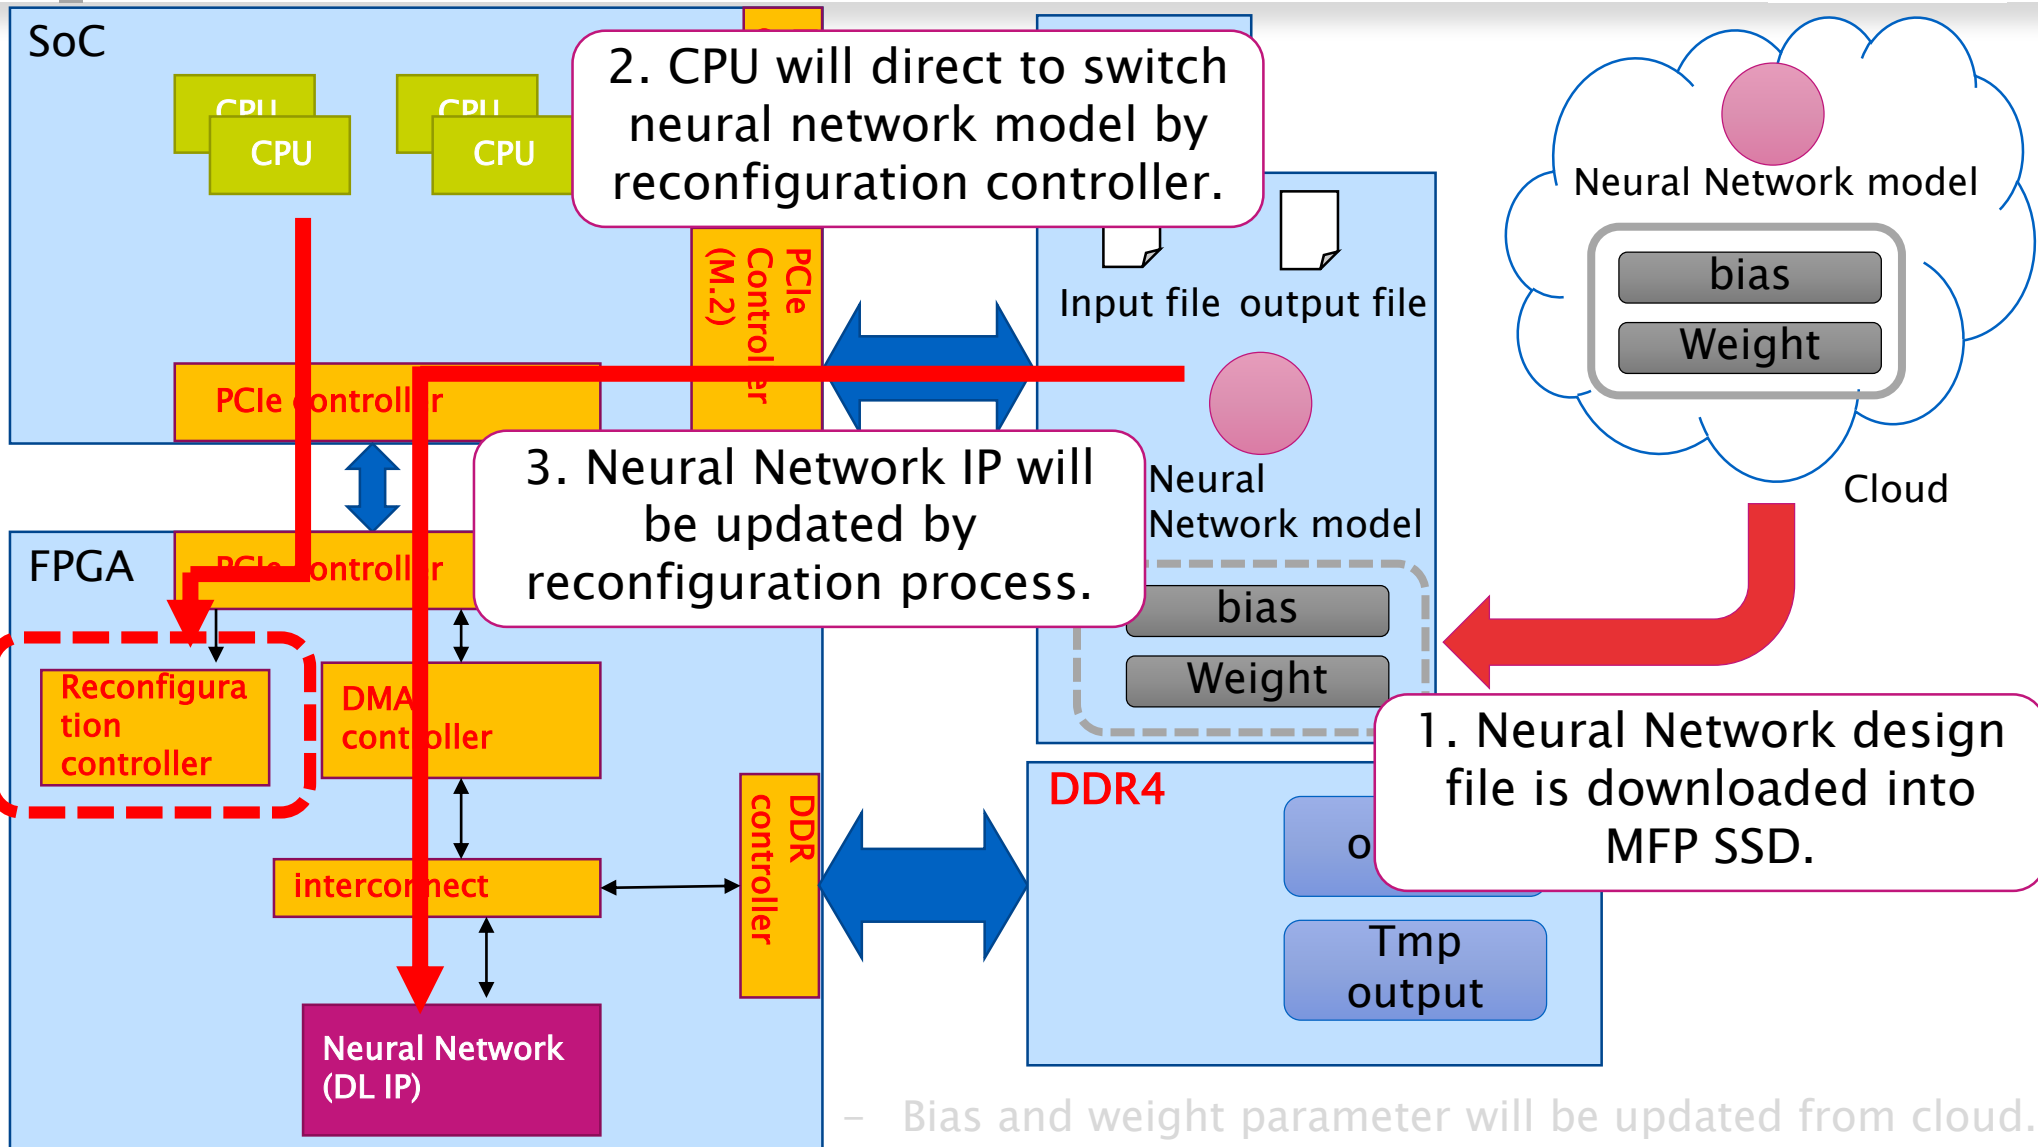 SoC
CPU
CPU
CPU
CPU
2. CPU will direct to switch
neural network model by
reconfiguration controller.
PCIe
Controller
(M.2)
PCIe controller
Input file
output file
Neural
Network model
bias
Weight
Neural Network model
bias
Weight
Cloud
3. Neural Network IP will
be updated by
reconfiguration process.
FPGA
PCIe controller
Reconfigura
tion
controller
DMA
controller
interconnect
DDR
controller
Neural Network
(DL IP)
DDR4
1. Neural Network design
file is downloaded into
MFP SSD.
Tmp
output
– Bias and weight parameter will be updated from cloud.